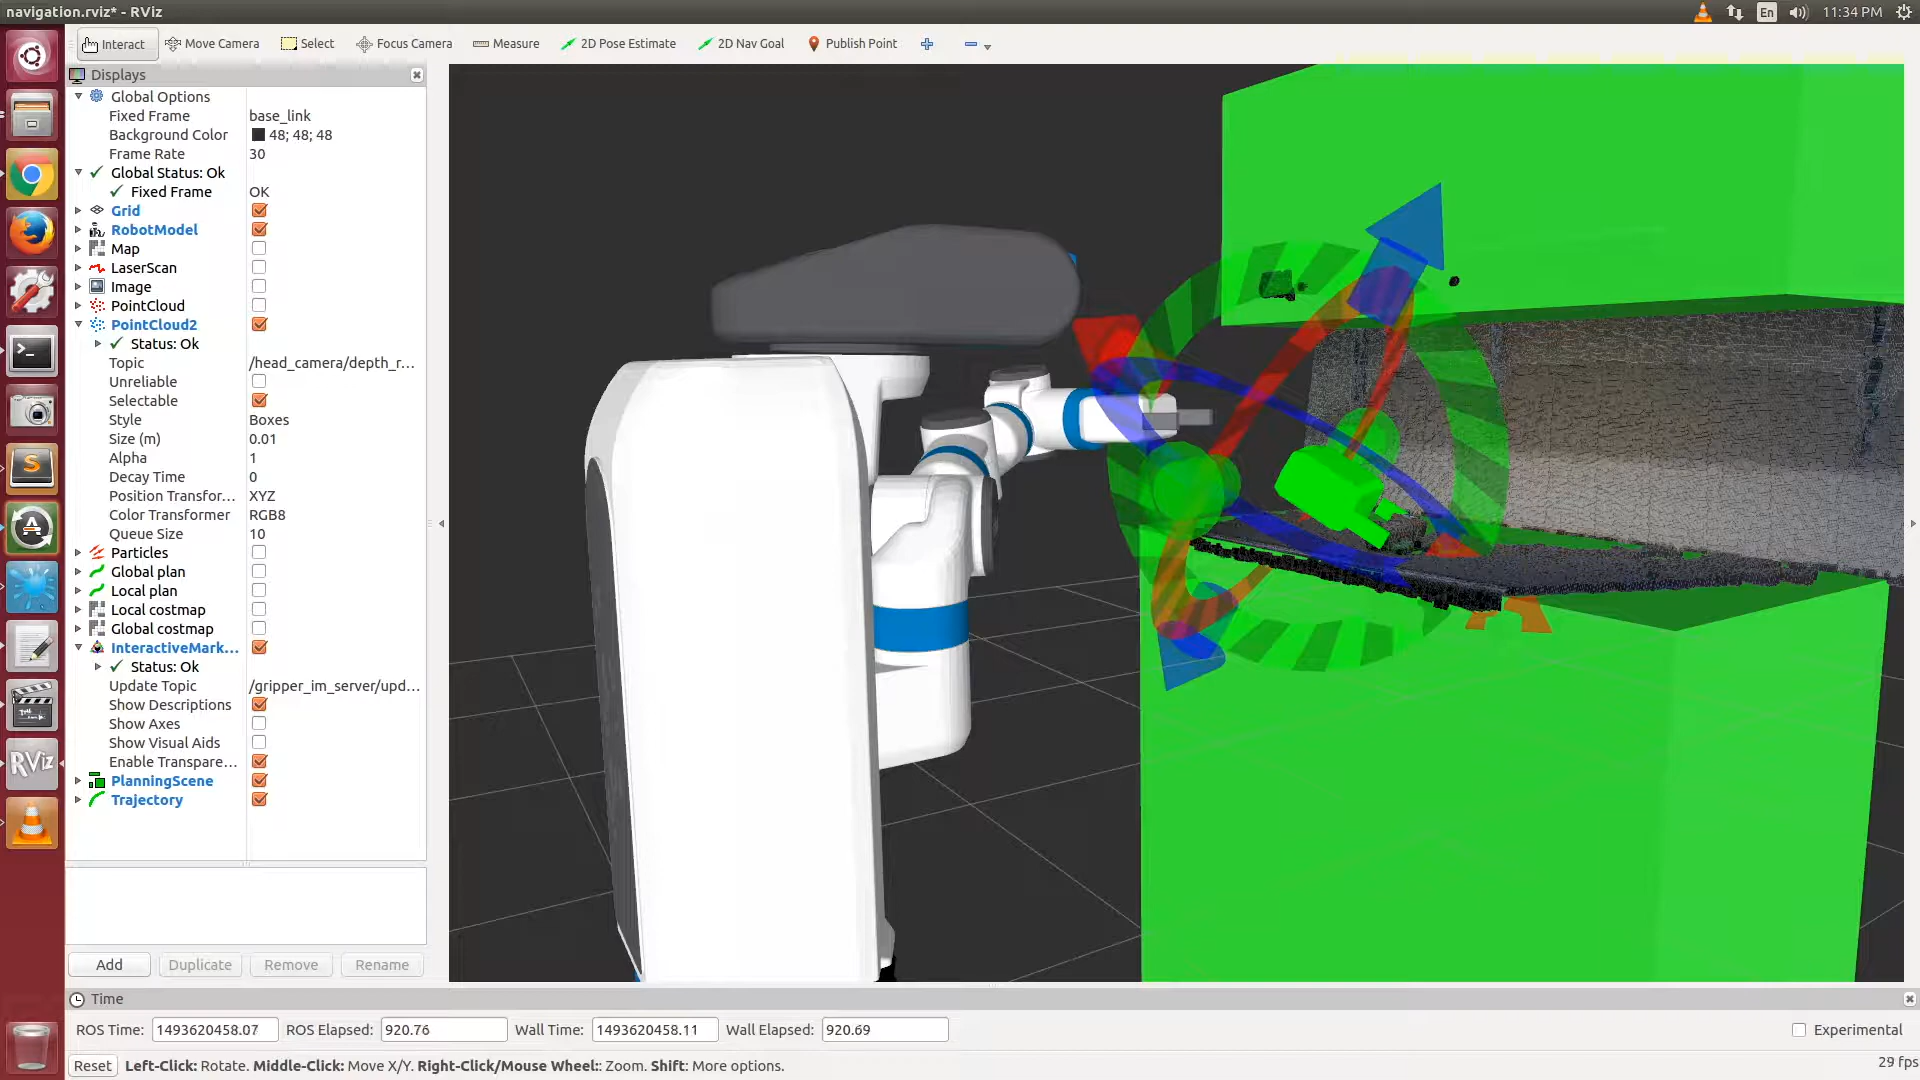 navigation.rviz* - RViz
En
11:34 PM
Interact
Move Camera
Select
Focus Camera
Measure
2D Pose Estimate
2D Nav Goal
Publish Point
Displays
Global Options
Fixed Frame base_link
Background Color 48; 48; 48
Frame Rate 30
Global Status: Ok
Fixed Frame OK
Grid
RobotModel
Map
LaserScan
Image
PointCloud
PointCloud2
Status: Ok
Topic /head_camera/depth_r...
Unreliable
Selectable
Style Boxes
Size (m) 0.01
Alpha 1
Decay Time 0
Position Transfor... XYZ
Color Transformer RGB8
Queue Size 10
Particles
Global plan
Local plan
Local costmap
Global costmap
InteractiveMark...
Status: Ok
Update Topic /gripper_im_server/upd...
Show Descriptions
Show Axes
Show Visual Aids
Enable Transpare...
PlanningScene
Trajectory
RViz
Add
Duplicate
Remove
Rename
Time
ROS Time: 1493620458.07 ROS Elapsed: 920.76 Wall Time: 1493620458.11 Wall Elapsed: 920.69 Experimental
Reset Left-Click: Rotate. Middle-Click: Move X/Y. Right-Click/Mouse Wheel:: Zoom. Shift: More options. 29 fps